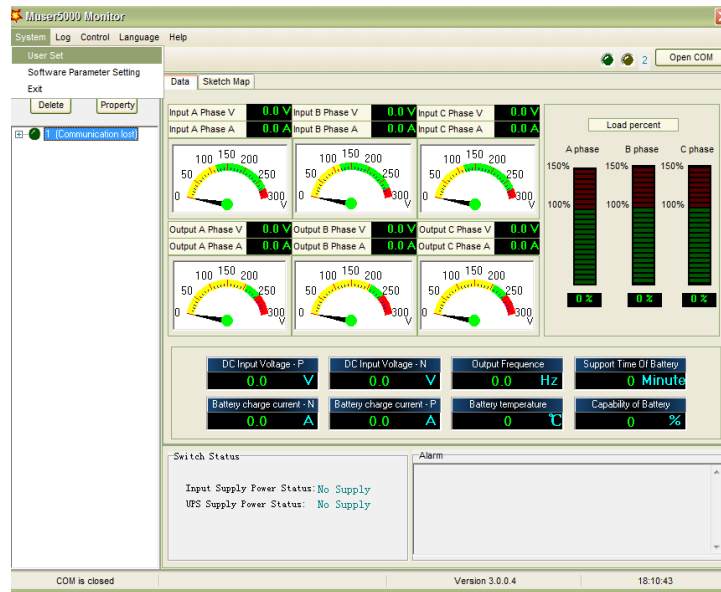 Muser5000 Monitor
System Log Control Language Help
User Set
Software Parameter Setting
Exit
2 Open COM
Delete Property
Data Sketch Map
1 (Communication lost)
Input A Phase V 0.0 V Input B Phase V 0.0 V Input C Phase V 0.0 V
Input A Phase A 0.0 A Input B Phase A 0.0 A Input C Phase A 0.0 A
0 50 100 150 200 250 300 V
0 50 100 150 200 250 300 V
0 50 100 150 200 250 300 V
Output A Phase V 0.0 V Output B Phase V 0.0 V Output C Phase V 0.0 V
Output A Phase A 0.0 A Output B Phase A 0.0 A Output C Phase A 0.0 A
0 50 100 150 200 250 300 V
0 50 100 150 200 250 300 V
0 50 100 150 200 250 300 V
Load percent
A phase B phase C phase
150% 150% 150%
100% 100% 100%
0 % 0 % 0 %
DC Input Voltage - P DC Input Voltage - N Output Frequence Support Time Of Battery
0.0 V 0.0 V 0.0 Hz 0 Minute
Battery charge current - N Battery charge current - P Battery temperature Capability of Battery
0.0 A 0.0 A 0 ℃ 0 %
Switch Status
Input Supply Power Status: No Supply
UPS Supply Power Status: No Supply
Alarm
COM is closed Version 3.0.0.4 18:10:43